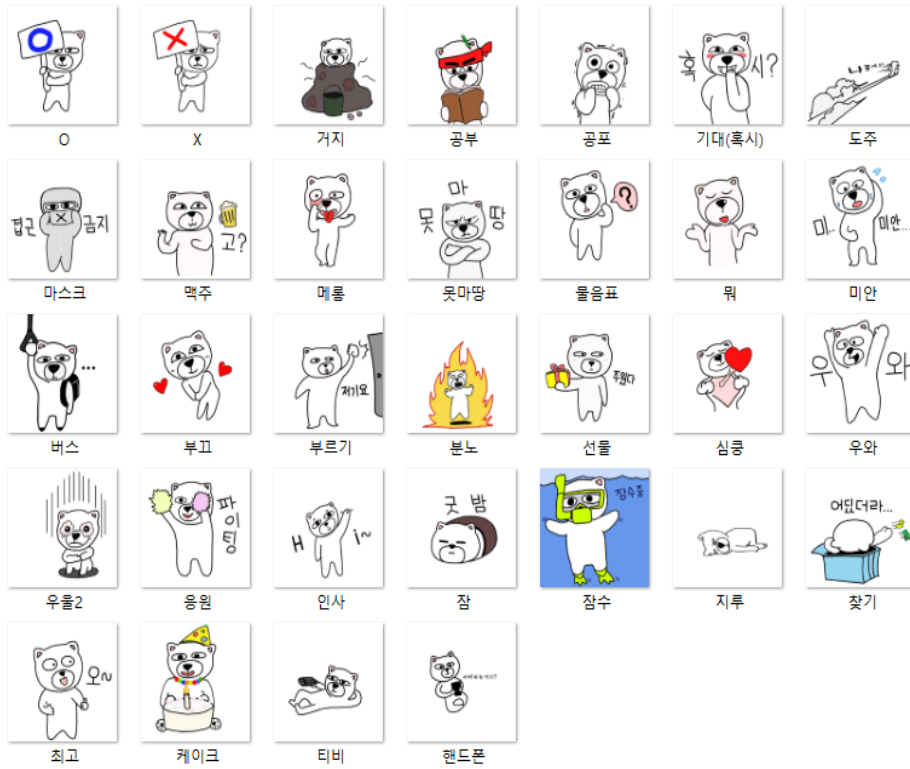 O
X
거지
공부
공포
혹 시?
기대(혹시)
도주
접근 금지
마스크
고?
맥주
메롱
마
못 땅
못마땅
?
물음표
뭐
미.. 미안...
미안
...
버스
부끄
저기요
부르기
분노
주웠다
선물
심쿵
우 와
우와
우울2
파
이
팅
응원
H i~
인사
굿 밤
잠
잠수중
잠수
지루
어딨더라...
찾기
오~
최고
케이크
티비
핸드폰